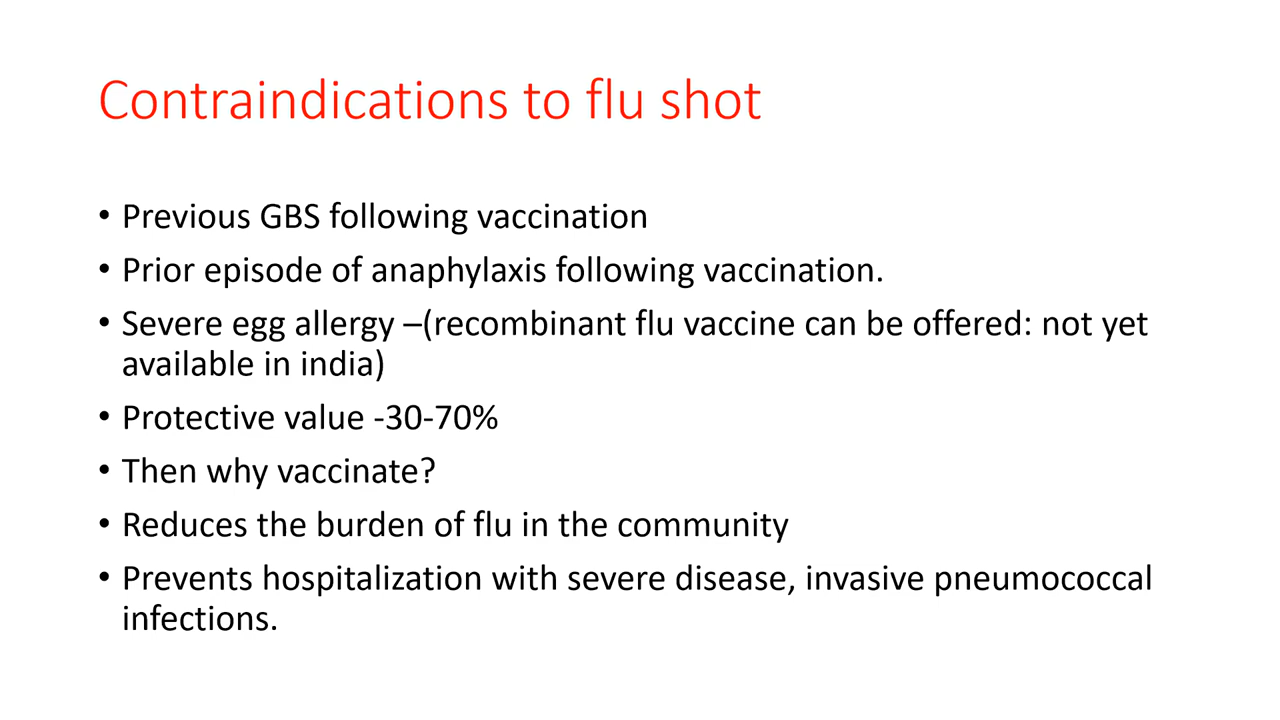 Contraindications to flu shot
• Previous GBS following vaccination
• Prior episode of anaphylaxis following vaccination.
• Severe egg allergy –(recombinant flu vaccine can be offered: not yet
available in india)
• Protective value -30-70%
• Then why vaccinate?
• Reduces the burden of flu in the community
• Prevents hospitalization with severe disease, invasive pneumococcal
infections.